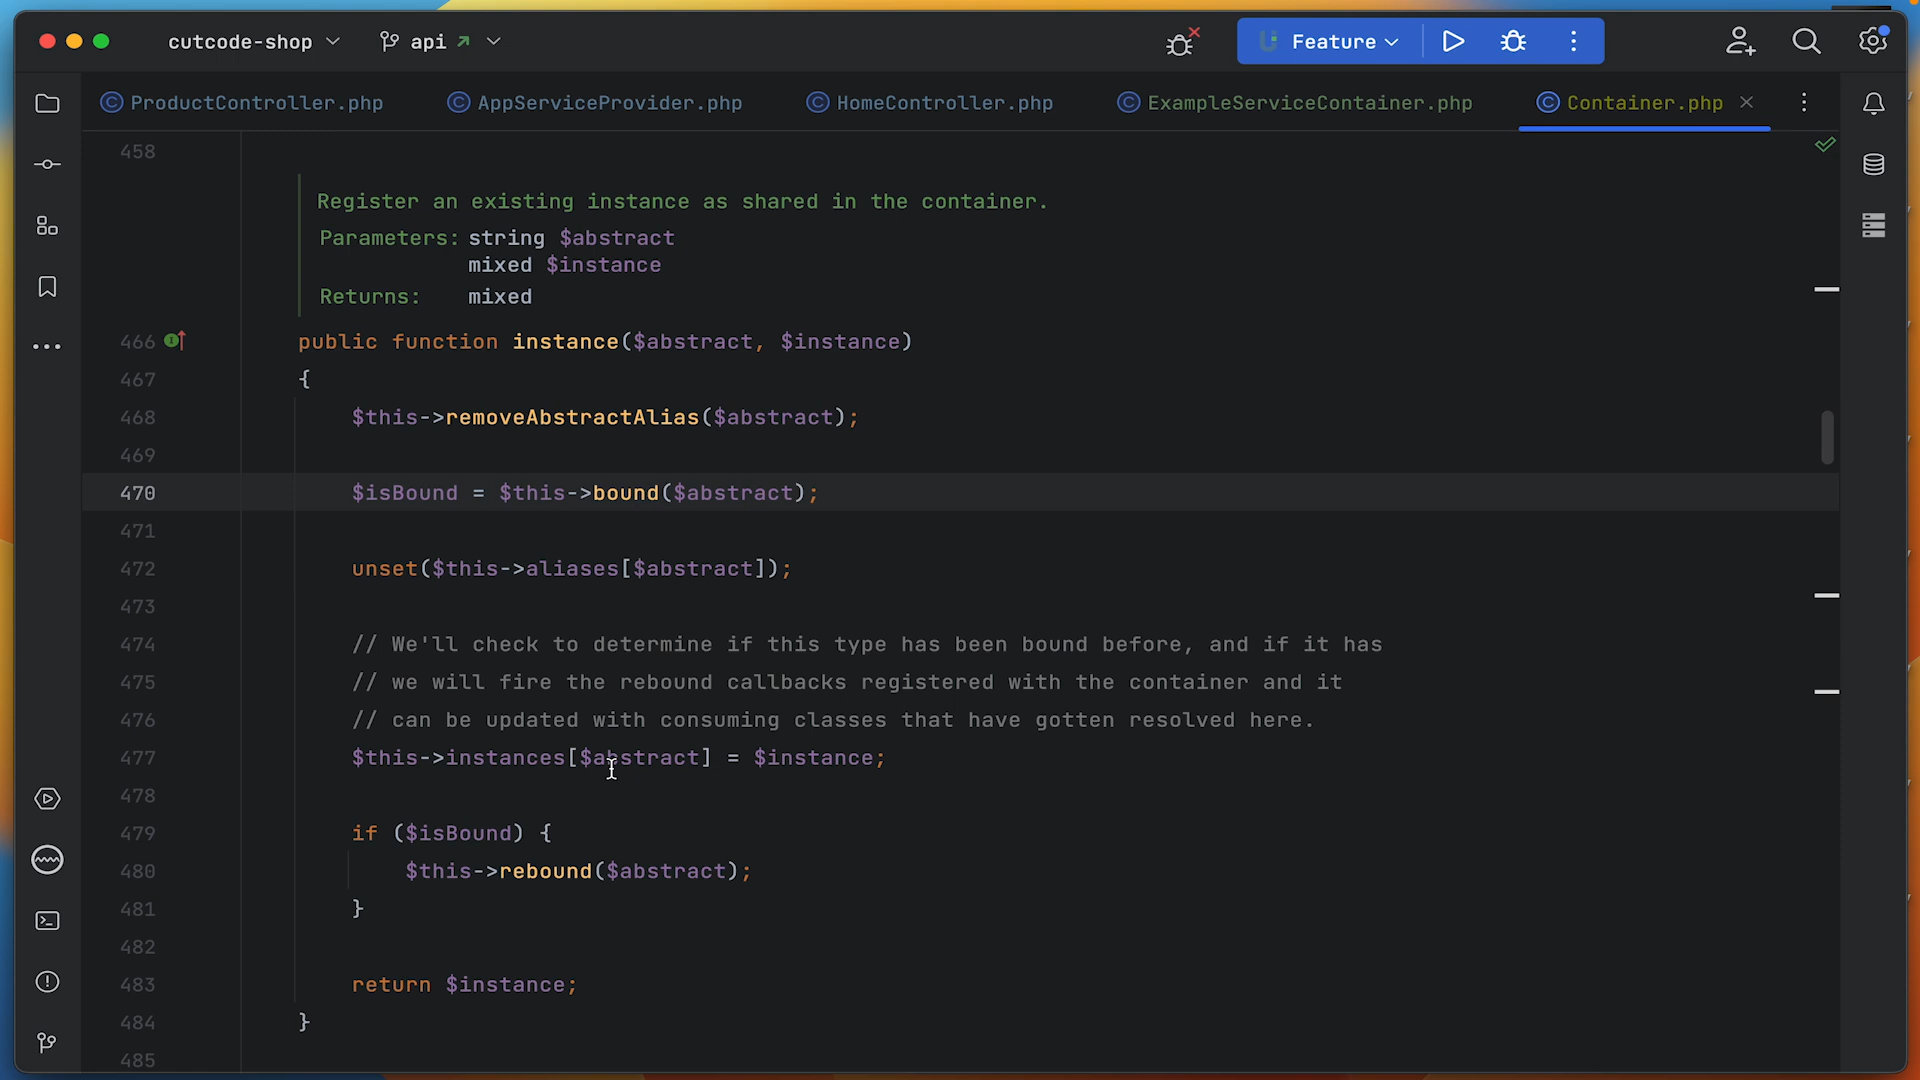 cutcode-shop
api
Feature
ProductController.php
AppServiceProvider.php
HomeController.php
ExampleServiceContainer.php
Container.php
458
Register an existing instance as shared in the container.
Parameters: string $abstract
mixed $instance
Returns: mixed
466 public function instance($abstract, $instance)
467 {
468 $this->removeAbstractAlias($abstract);
469
470 $isBound = $this->bound($abstract);
471
472 unset($this->aliases[$abstract]);
473
474 // We'll check to determine if this type has been bound before, and if it has
475 // we will fire the rebound callbacks registered with the container and it
476 // can be updated with consuming classes that have gotten resolved here.
477 $this->instances[$abstract] = $instance;
478
479 if ($isBound) {
480 $this->rebound($abstract);
481 }
482
483 return $instance;
484 }
485